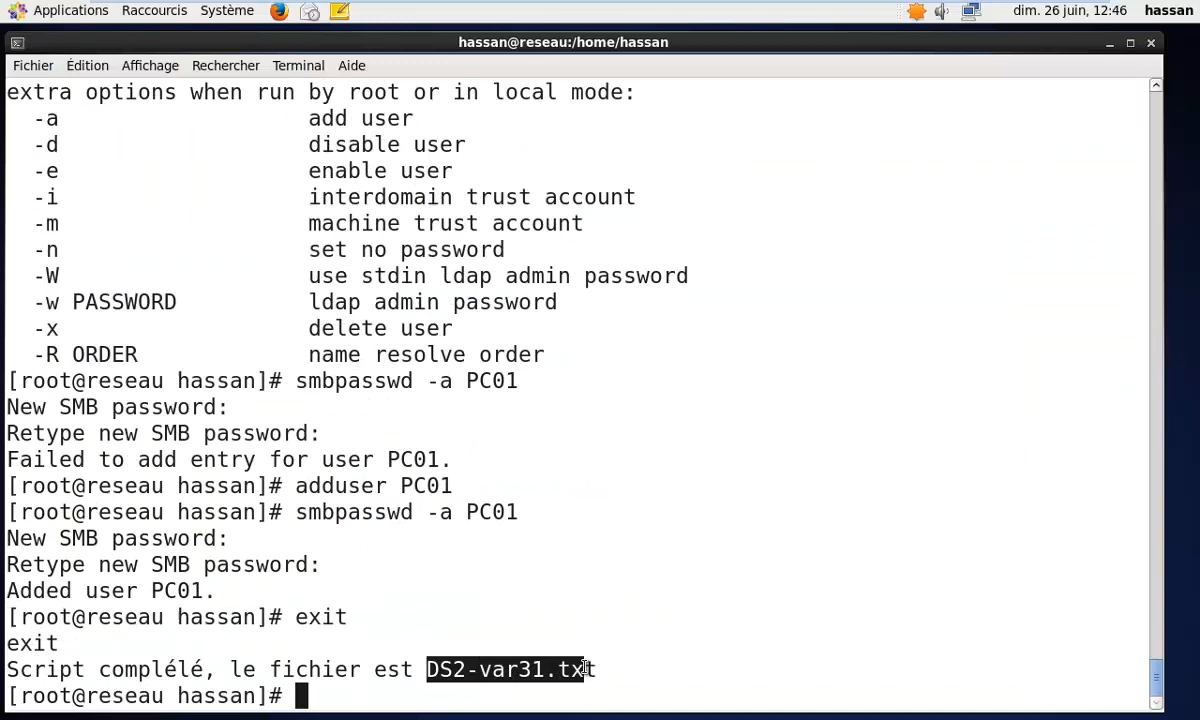 Applications Raccourcis Système dim. 26 juin, 12:46 hassan
hassan@reseau:/home/hassan
Fichier Édition Affichage Rechercher Terminal Aide
extra options when run by root or in local mode:
-a add user
-d disable user
-e enable user
-i interdomain trust account
-m machine trust account
-n set no password
-W use stdin ldap admin password
-w PASSWORD ldap admin password
-x delete user
-R ORDER name resolve order
[root@reseau hassan]# smbpasswd -a PC01
New SMB password:
Retype new SMB password:
Failed to add entry for user PC01.
[root@reseau hassan]# adduser PC01
[root@reseau hassan]# smbpasswd -a PC01
New SMB password:
Retype new SMB password:
Added user PC01.
[root@reseau hassan]# exit
exit
Script complélé, le fichier est DS2-var31.txt
[root@reseau hassan]#